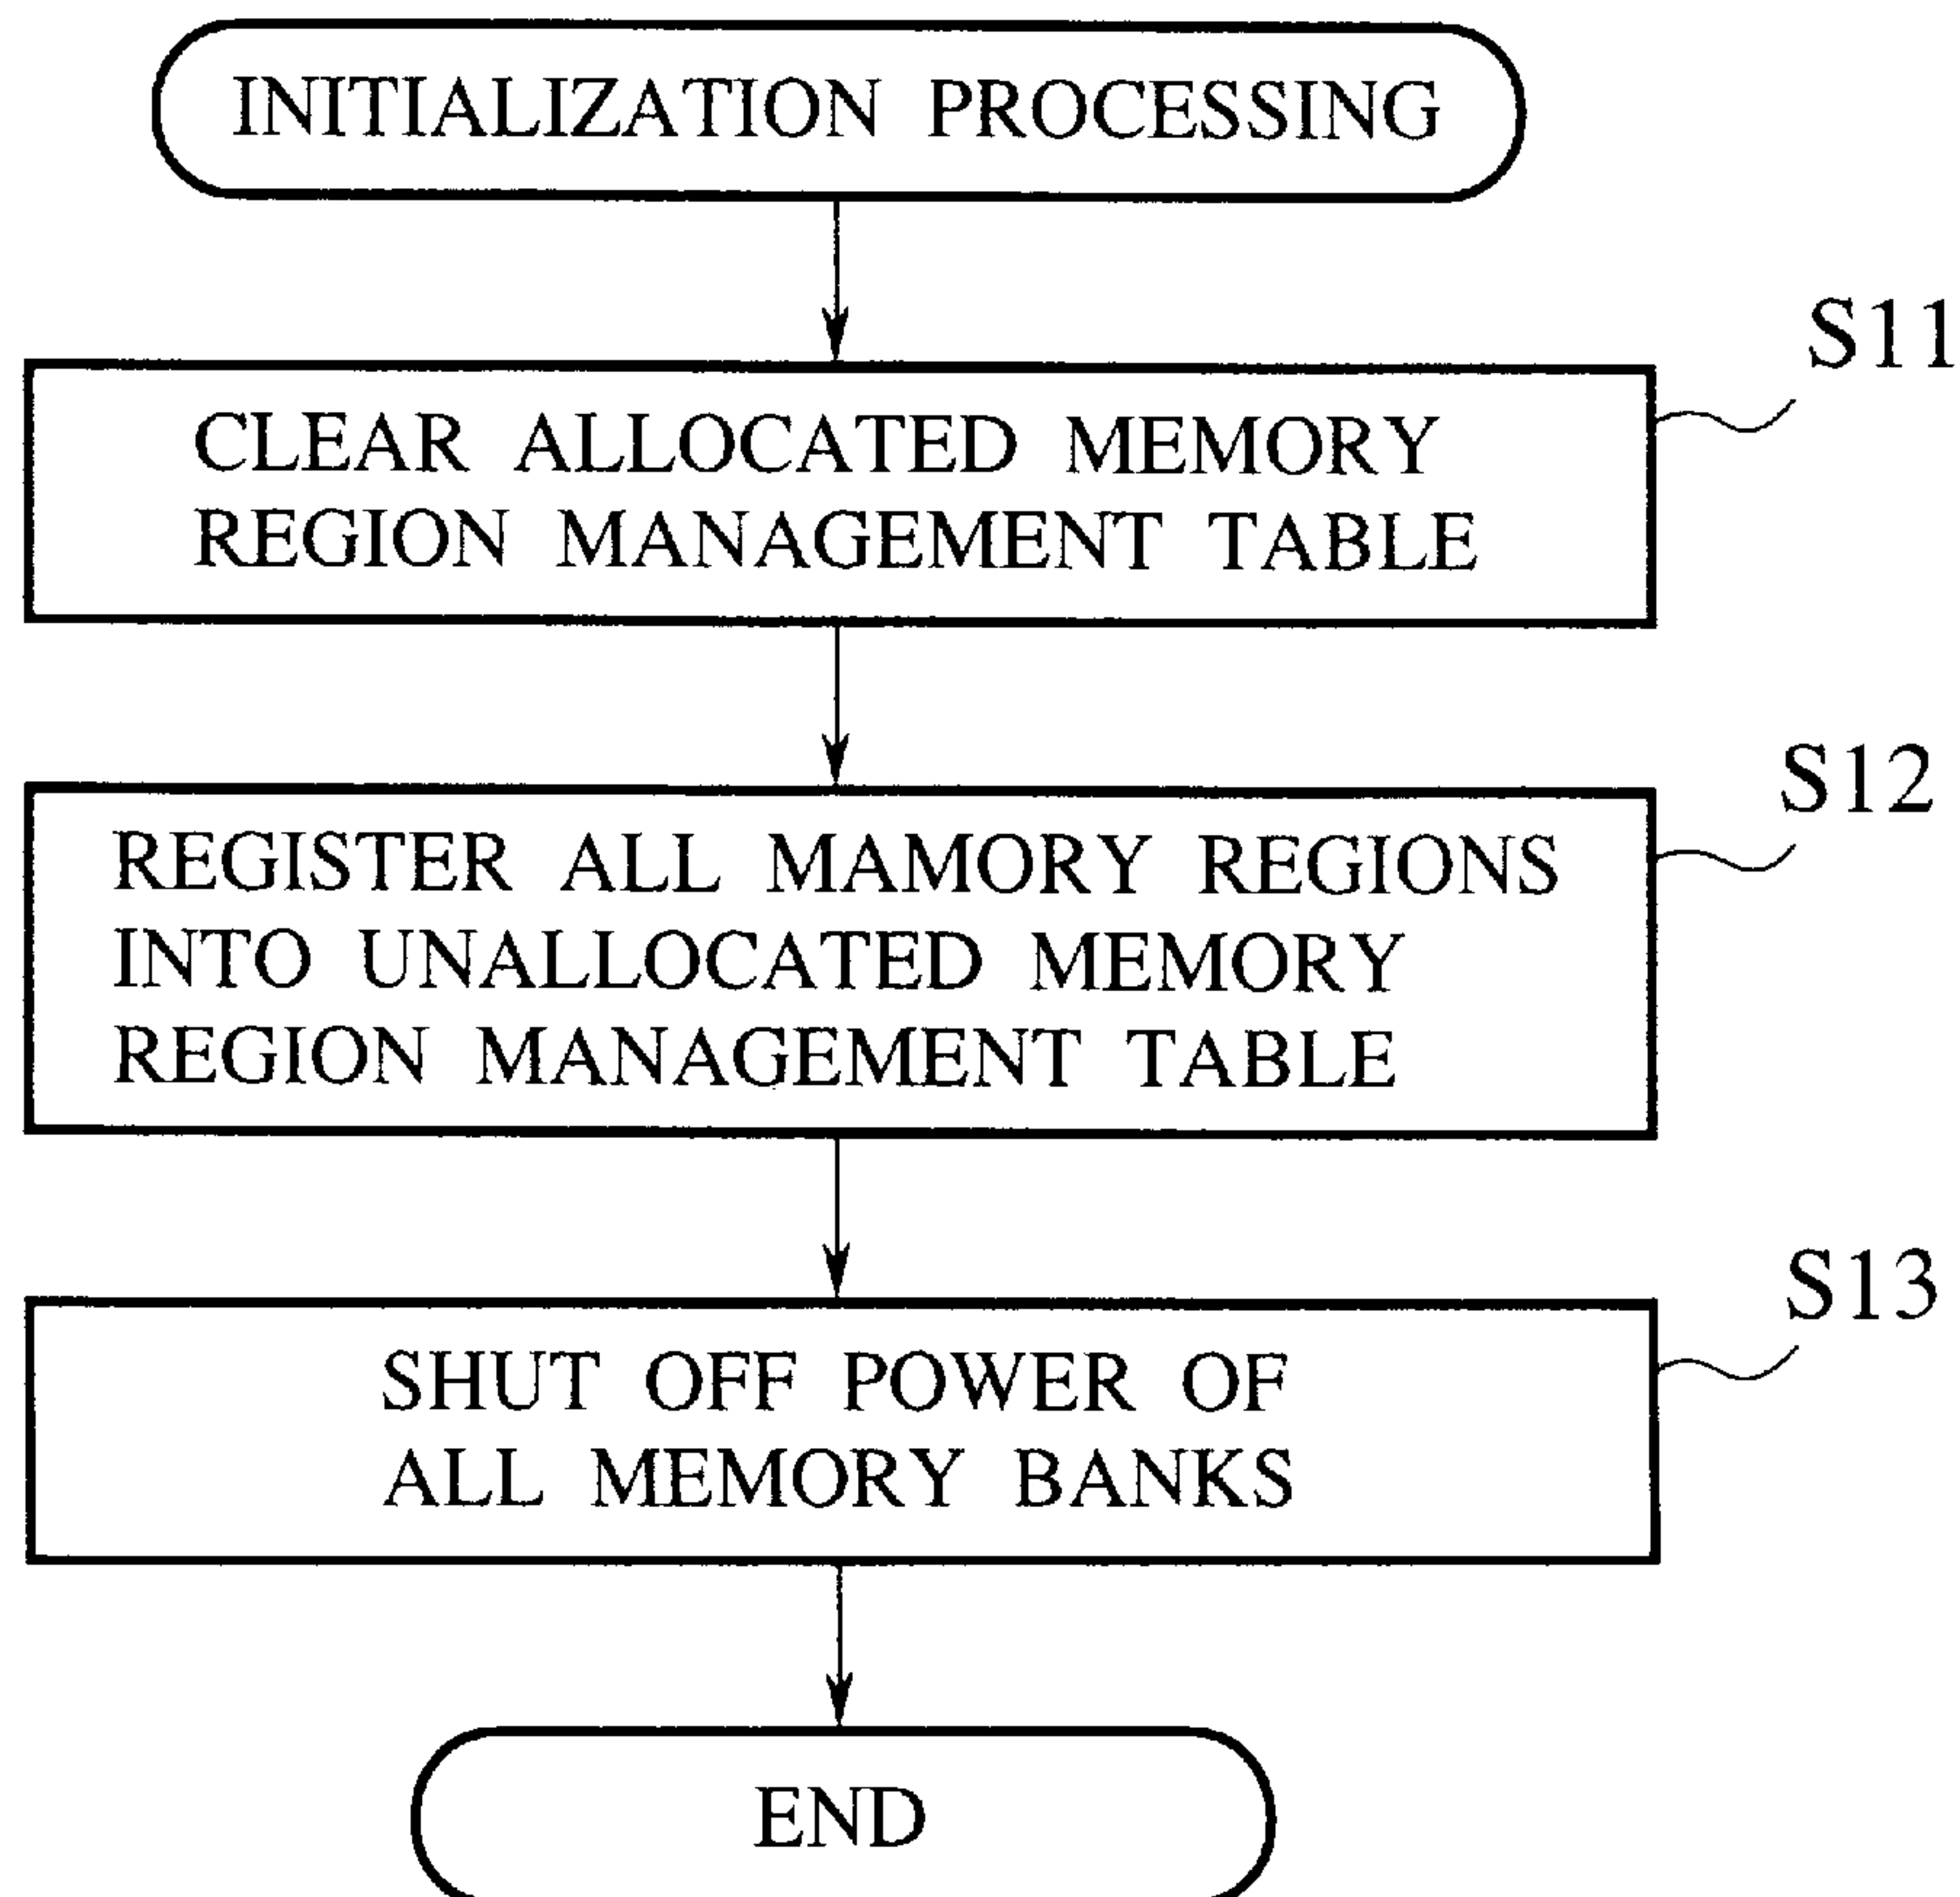 INITIALIZATION PROCESSING
S11
CLEAR ALLOCATED MEMORY
REGION MANAGEMENT TABLE
S12
REGISTER ALL MAMORY REGIONS
INTO UNALLOCATED MEMORY
REGION MANAGEMENT TABLE
S13
SHUT OFF POWER OF
ALL MEMORY BANKS
END